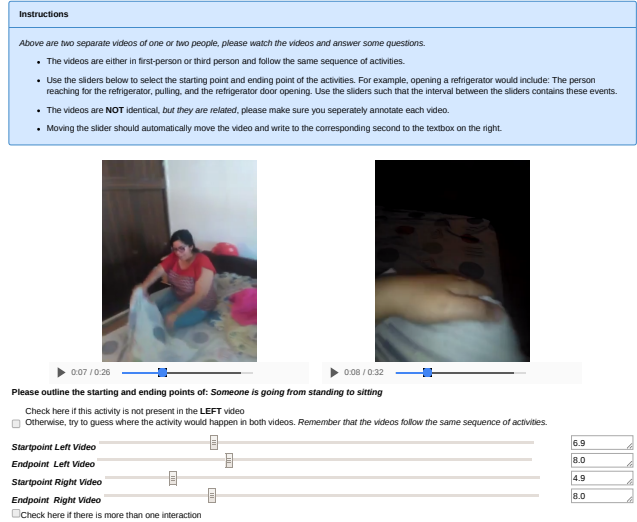 Instructions
Above are two separate videos of one or two people, please watch the videos and answer some questions.
• The videos are either in first-person or third person and follow the same sequence of activities.
• Use the sliders below to select the starting point and ending point of the activities. For example, opening a refrigerator would include: The person
reaching for the refrigerator, pulling, and the refrigerator door opening. Use the sliders such that the interval between the sliders contains these events.
• The videos are NOT identical, but they are related, please make sure you seperately annotate each video.
• Moving the slider should automatically move the video and write to the corresponding second to the textbox on the right.
0:07 / 0:26
0:08 / 0:32
Please outline the starting and ending points of: Someone is going from standing to sitting
Check here if this activity is not present in the LEFT video
Otherwise, try to guess where the activity would happen in both videos. Remember that the videos follow the same sequence of activities.
Startpoint Left Video 6.9
Endpoint Left Video 8.0
Startpoint Right Video 4.9
Endpoint Right Video 8.0
Check here if there is more than one interaction